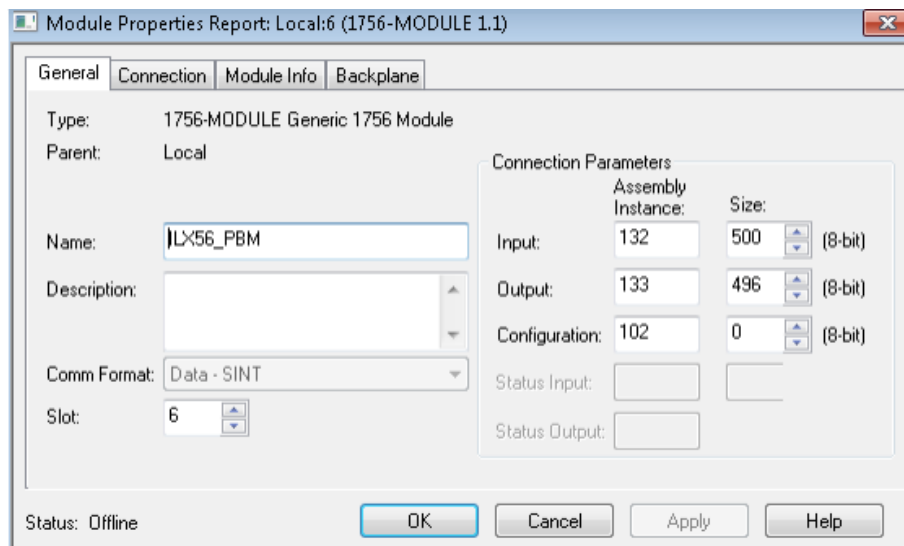 Module Properties Report: Local:6 (1756-MODULE 1.1)
General Connection Module Info Backplane
Type: 1756-MODULE Generic 1756 Module
Parent: Local
Connection Parameters
Assembly
Instance: Size:
Name: ILX56_PBM
Input: 132 500 (8-bit)
Description:
Output: 133 496 (8-bit)
Configuration: 102 0 (8-bit)
Comm Format: Data - SINT
Status Input:
Slot: 6
Status Output:
Status: Offline
OK Cancel Apply Help